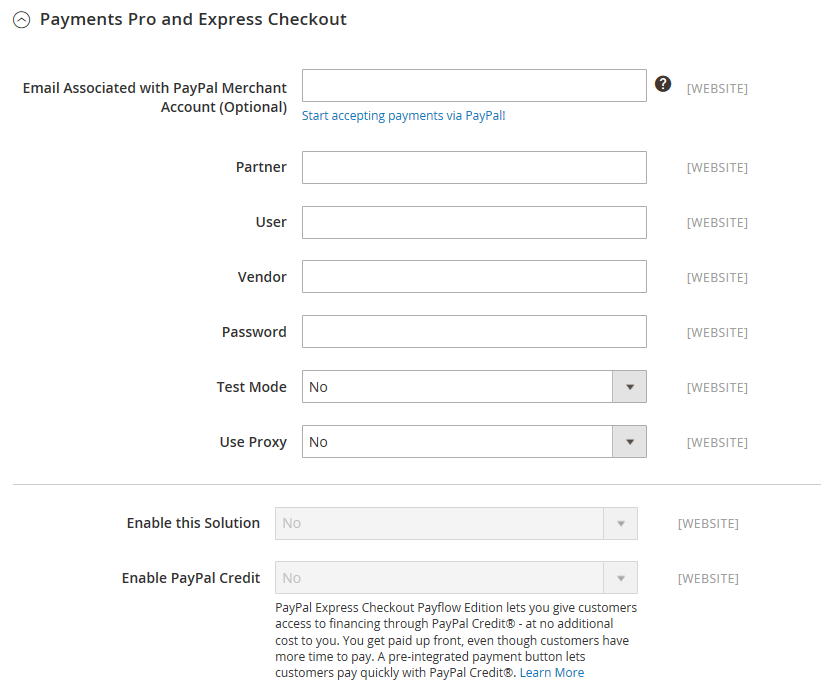 Payments Pro and Express Checkout
Email Associated with PayPal Merchant
Account (Optional)
? [WEBSITE]
Start accepting payments via PayPal!
Partner [WEBSITE]
User [WEBSITE]
Vendor [WEBSITE]
Password [WEBSITE]
Test Mode No [WEBSITE]
Use Proxy No [WEBSITE]
Enable this Solution No [WEBSITE]
Enable PayPal Credit No [WEBSITE]
PayPal Express Checkout Payflow Edition lets you give customers
access to financing through PayPal Credit® - at no additional
cost to you. You get paid up front, even though customers have
more time to pay. A pre-integrated payment button lets
customers pay quickly with PayPal Credit®. Learn More